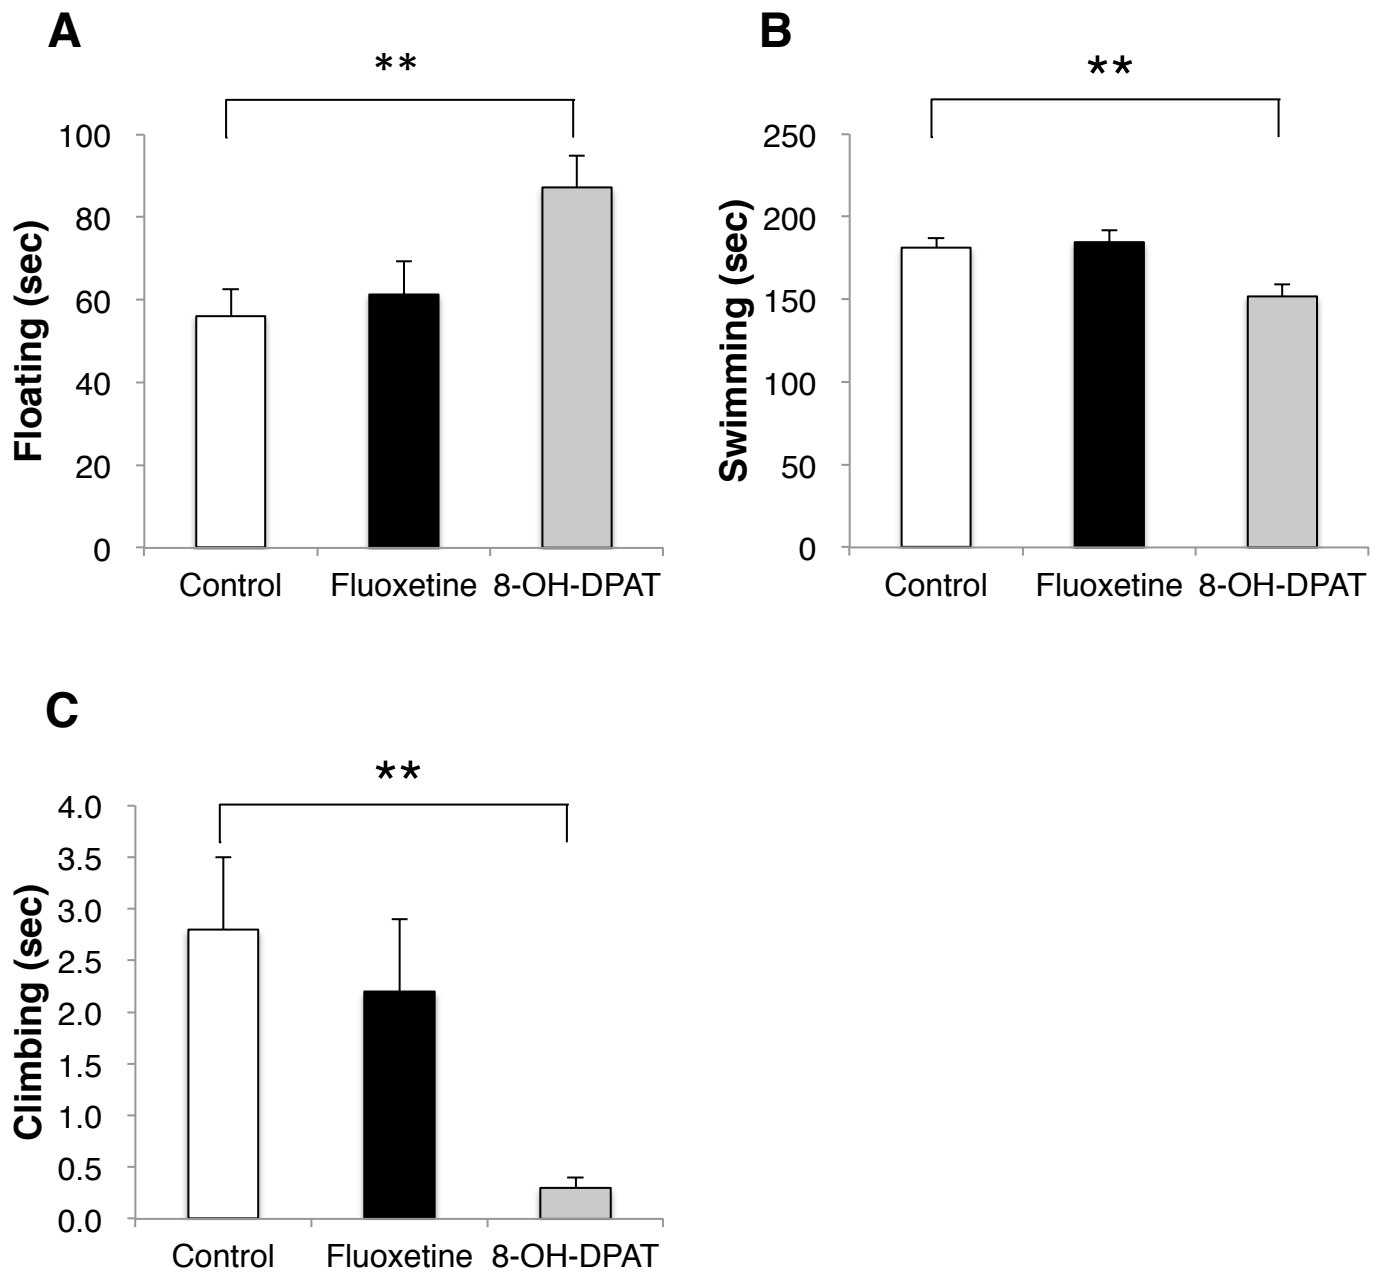 A
**
100
80
60
40
20
0
Floating (sec)
Control Fluoxetine 8-OH-DPAT
B
**
250
200
150
100
50
0
Swimming (sec)
Control Fluoxetine 8-OH-DPAT
C
**
4.0
3.5
3.0
2.5
2.0
1.5
1.0
0.5
0.0
Climbing (sec)
Control Fluoxetine 8-OH-DPAT